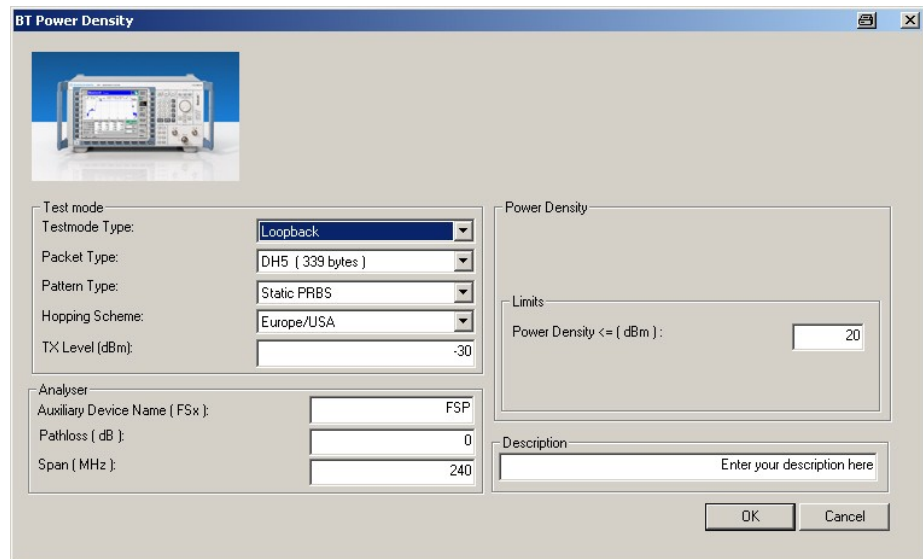 BT Power Density
Test mode
Testmode Type: Loopback
Packet Type: DH5 ( 339 bytes )
Pattern Type: Static PRBS
Hopping Scheme: Europe/USA
TX Level (dBm): -30
Analyser
Auxiliary Device Name ( FSx ): FSP
Pathloss ( dB ): 0
Span ( MHz ): 240
Power Density
Limits
Power Density <= ( dBm ) : 20
Description
Enter your description here
OK Cancel